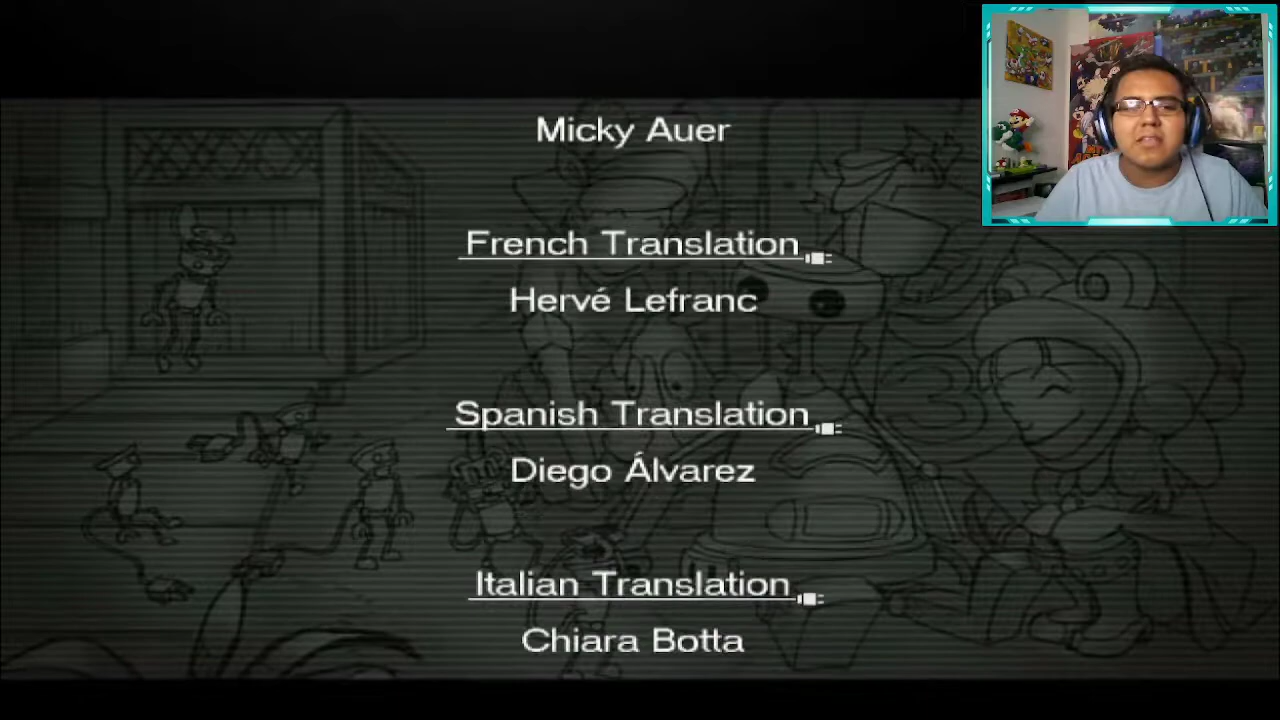 Micky Auer
French Translation
Hervé Lefranc
Spanish Translation
Diego Álvarez
Italian Translation
Chiara Botta